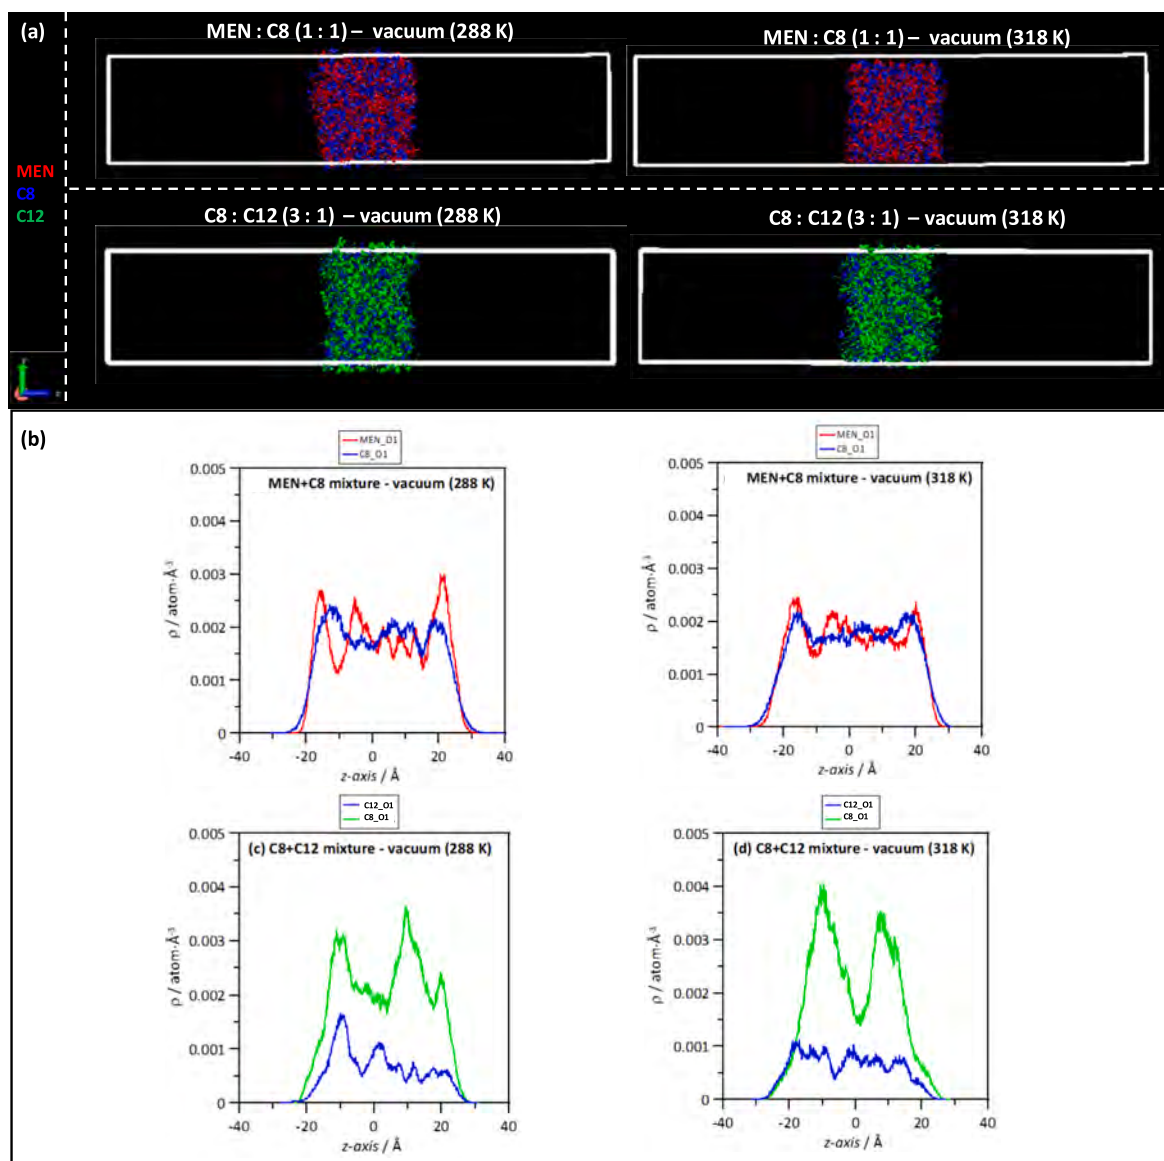 (a)
MEN : C8 (1 : 1) – vacuum (288 K)
MEN : C8 (1 : 1) – vacuum (318 K)
MEN
C8
C12
C8 : C12 (3 : 1) – vacuum (288 K)
C8 : C12 (3 : 1) – vacuum (318 K)
(b)
MEN_O1
C8_O1
MEN+C8 mixture - vacuum (288 K)
0.005
0.004
0.003
0.002
0.001
0
ρ / atom·Å⁻³
-40 -20 0 20 40
z-axis / Å
MEN_O1
C8_O1
MEN+C8 mixture - vacuum (318 K)
0.005
0.004
0.003
0.002
0.001
0
ρ / atom·Å⁻³
-40 -20 0 20 40
z-axis / Å
C12_O1
C8_O1
(c) C8+C12 mixture - vacuum (288 K)
0.005
0.004
0.003
0.002
0.001
0
ρ / atom·Å⁻³
-40 -20 0 20 40
z-axis / Å
C12_O1
C8_O1
(d) C8+C12 mixture - vacuum (318 K)
0.005
0.004
0.003
0.002
0.001
0
ρ / atom·Å⁻³
-40 -20 0 20 40
z-axis / Å